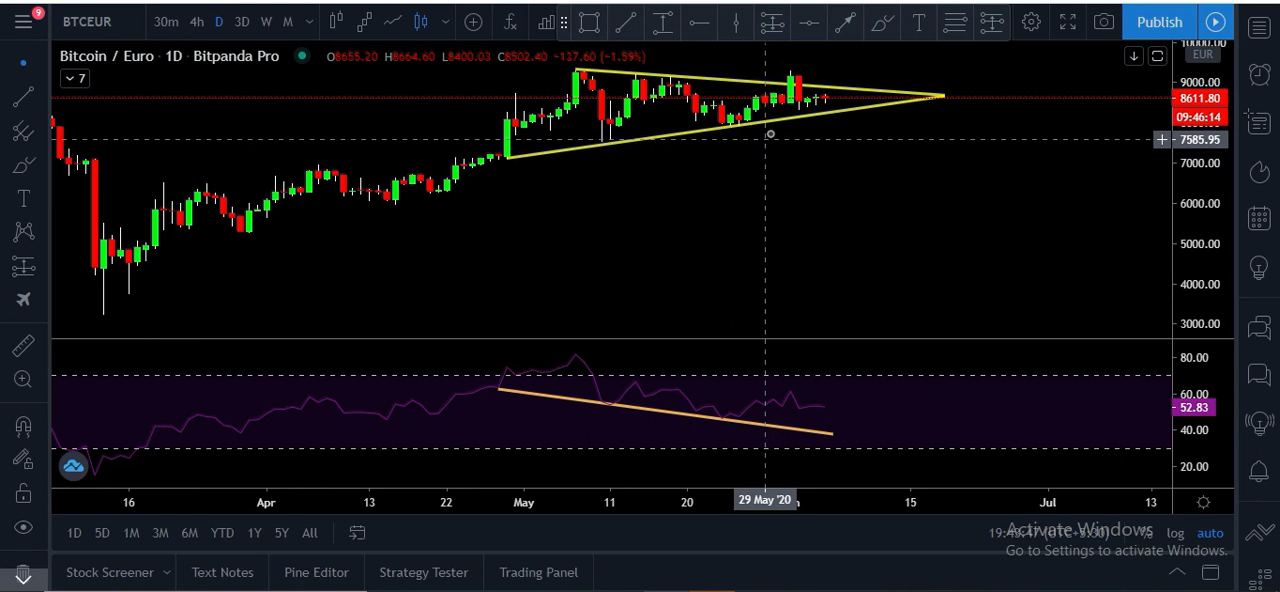 9
BTCEUR 30m 4h D 3D W M Publish
Bitcoin / Euro · 1D · Bitpanda Pro O8655.20 H8664.60 L8400.03 C8502.40 −137.60 (−1.59%)
7
10000.00
EUR
9000.00
8611.80
09:46:14
7585.95
7000.00
6000.00
5000.00
4000.00
3000.00
80.00
60.00
52.83
40.00
20.00
16 Apr 13 22 May 11 20 29 May '20 15 Jul 13
1D 5D 1M 3M 6M YTD 1Y 5Y All % log auto
Activate Windows
Go to Settings to activate Windows.
Stock Screener Text Notes Pine Editor Strategy Tester Trading Panel